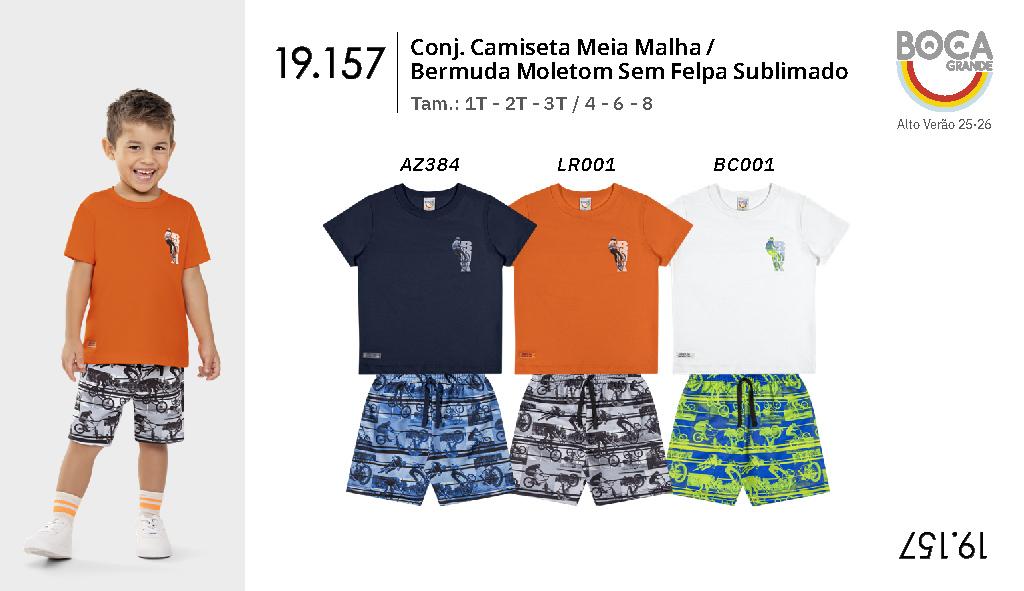 19.157
Conj. Camiseta Meia Malha /
Bermuda Moletom Sem Felpa Sublimado
Tam.: 1T - 2T - 3T / 4 - 6 - 8
BOCA
GRANDE
Alto Verão 25-26
AZ384
LR001
BC001
19.157